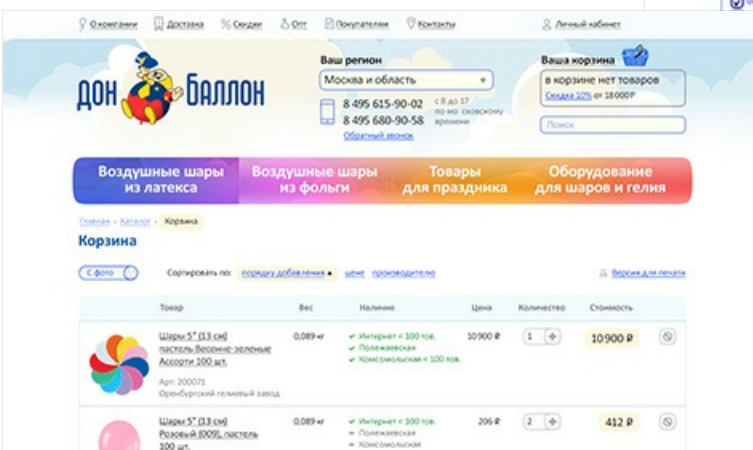 О компании Доставка % Скидки Опт Покупателям Контакты Личный кабинет
ДОН БАЛЛОН
Ваш регион
Москва и область
8 495 615-90-02
8 495 680-90-58
с 8 до 17
по московскому
времени
Обратный звонок
Ваша корзина
в корзине нет товаров
Скидка 10% от 18 000 Р
Поиск
Воздушные шары
из латекса
Воздушные шары
из фольги
Товары
для праздника
Оборудование
для шаров и гелия
Главная Каталог Корзина
Корзина
С фото Сортировать по: порядку добавления ▲ цене производителю Версия для печати
Товар Вес Наличие Цена Количество Стоимость
Шары 5" (13 см)
пастель Весенне-зеленые
Ассорти 100 шт.
Арт: 200071
Оренбургский гелиевый завод
0,089 кг
Интернет < 100 тов.
Полежаевская
Комсомольская < 100 тов.
10 900 ₽
1 +
10 900 ₽
Шары 5" (13 см)
Розовый (009), пастель
100 шт.
0,089 кг
Интернет < 100 тов.
Полежаевская
Комсомольская
206 ₽
2 +
412 ₽